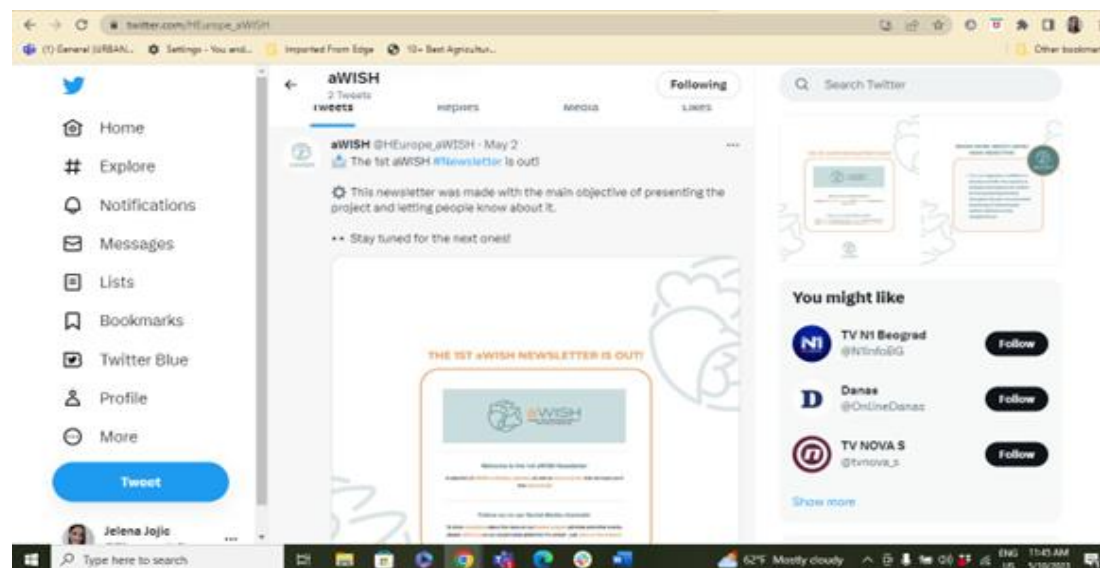 twitter.com/HEurope_aWISH
(1) General (URBAN...
Settings - You and...
Imported From Edge
10+ Best Agricultur...
Other bookmar
Home
Explore
Notifications
Messages
Lists
Bookmarks
Twitter Blue
Profile
More
Tweet
Jelena Jojic
aWISH
2 Tweets
Following
Tweets Replies Media Likes
aWISH @HEurope_aWISH · May 2
The 1st aWISH #Newsletter is out!
This newsletter was made with the main objective of presenting the
project and letting people know about it.
Stay tuned for the next ones!
THE 1ST aWISH NEWSLETTER IS OUT!
aWISH
Welcome to the 1st aWISH Newsletter
Follow us on our Social Media channels!
Search Twitter
You might like
TV N1 Beograd
@N1infoBG
Follow
Danas
@OnLineDanas
Follow
TV NOVA S
@tvnova_s
Follow
Show more
Type here to search
62°F Mostly cloudy
ENG
US
11:45 AM